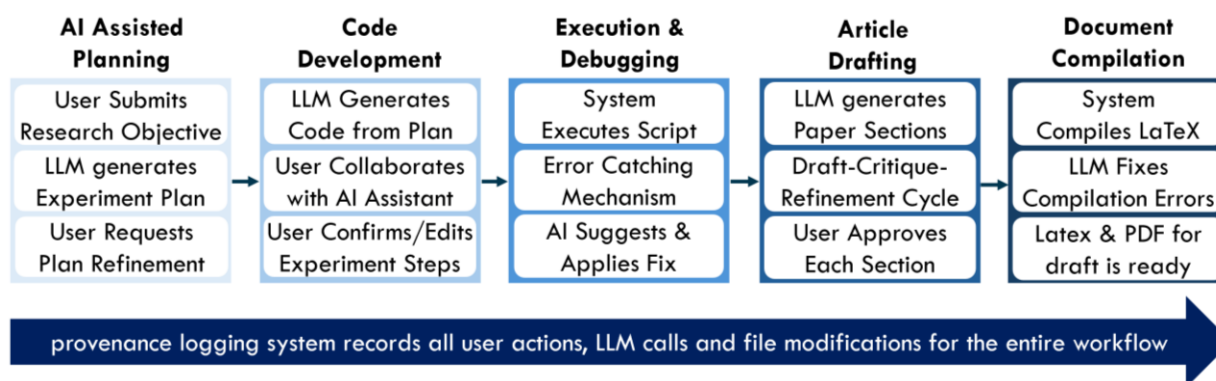 AI Assisted
Planning
User Submits
Research Objective
LLM generates
Experiment Plan
User Requests
Plan Refinement
Code
Development
LLM Generates
Code from Plan
User Collaborates
with AI Assistant
User Confirms/Edits
Experiment Steps
Execution &
Debugging
System
Executes Script
Error Catching
Mechanism
AI Suggests &
Applies Fix
Article
Drafting
LLM generates
Paper Sections
Draft-Critique-
Refinement Cycle
User Approves
Each Section
Document
Compilation
System
Compiles LaTeX
LLM Fixes
Compilation Errors
Latex & PDF for
draft is ready
provenance logging system records all user actions, LLM calls and file modifications for the entire workflow